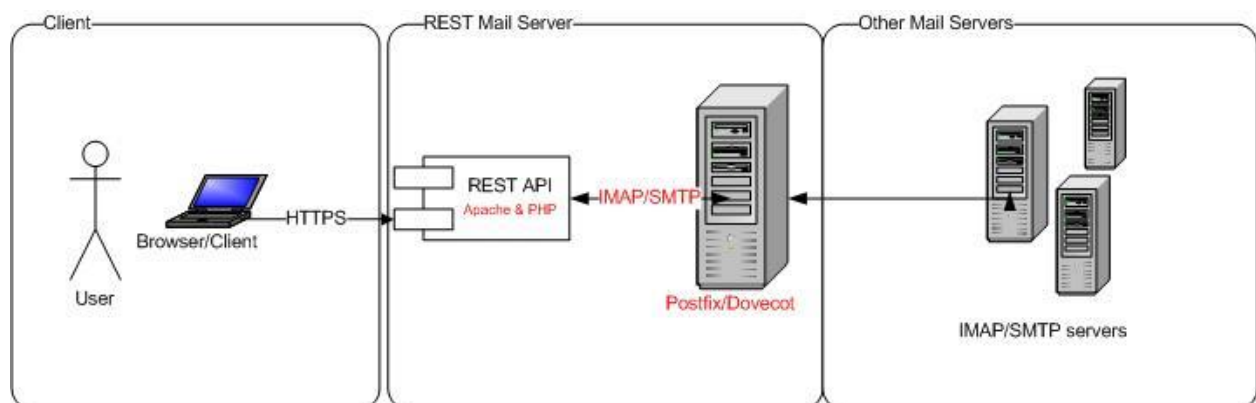 Client
REST Mail Server
Other Mail Servers
REST API
Apache & PHP
IMAP/SMTP
HTTPS
Browser/Client
User
Postfix/Dovecot
IMAP/SMTP servers